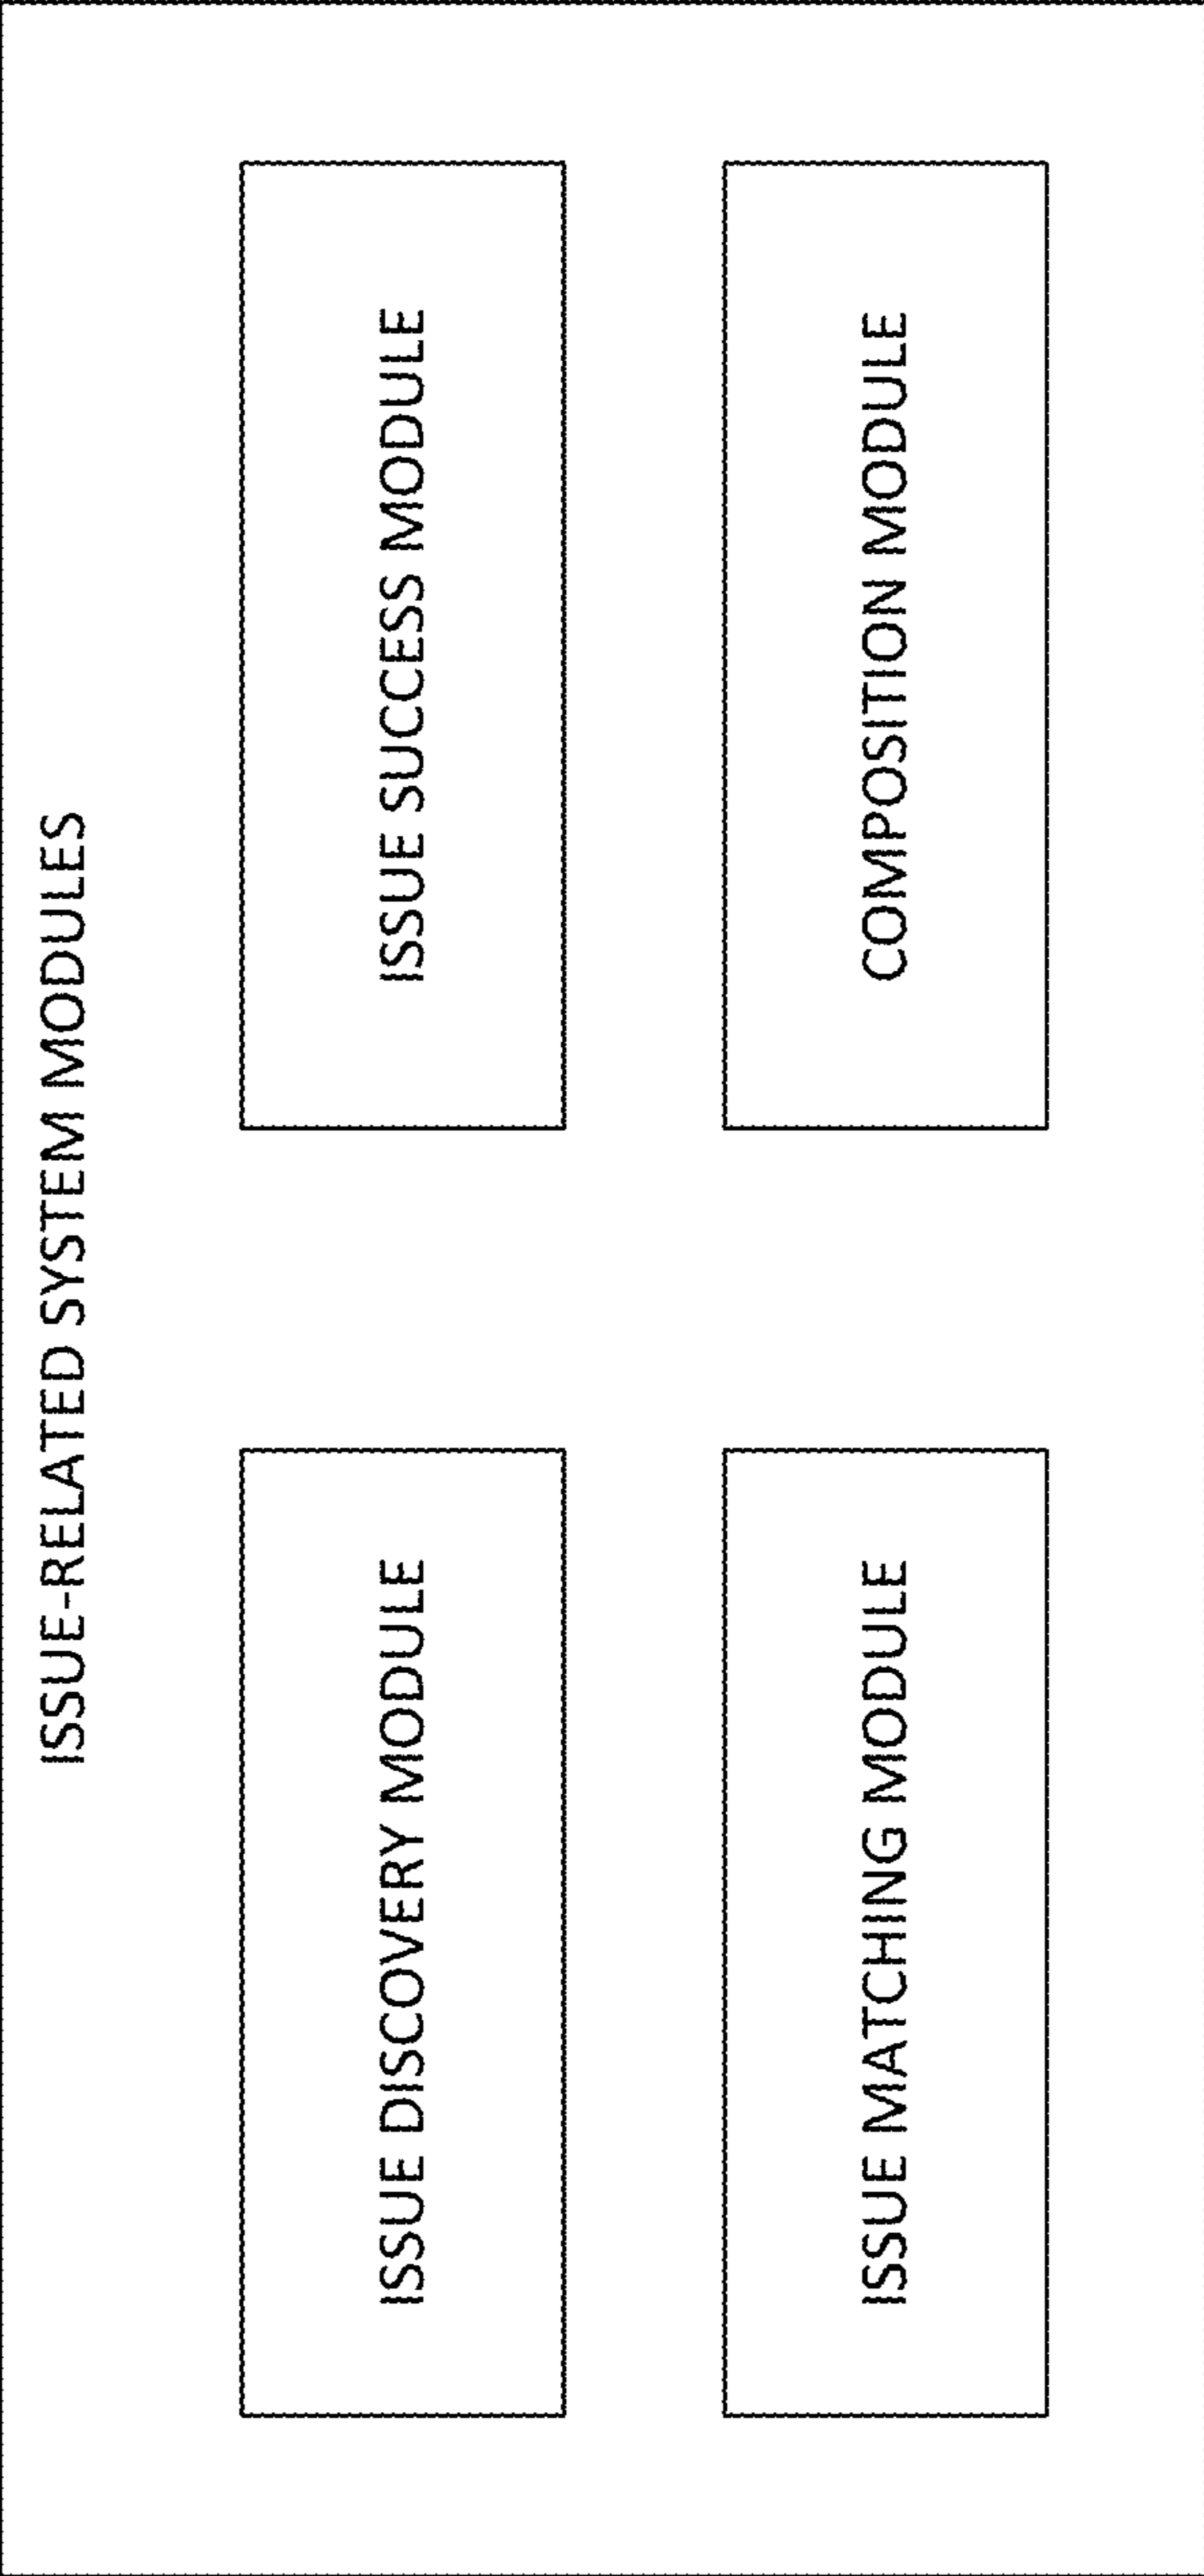 ISSUE-RELATED SYSTEM MODULES
ISSUE DISCOVERY MODULE
ISSUE SUCCESS MODULE
ISSUE MATCHING MODULE
COMPOSITION MODULE